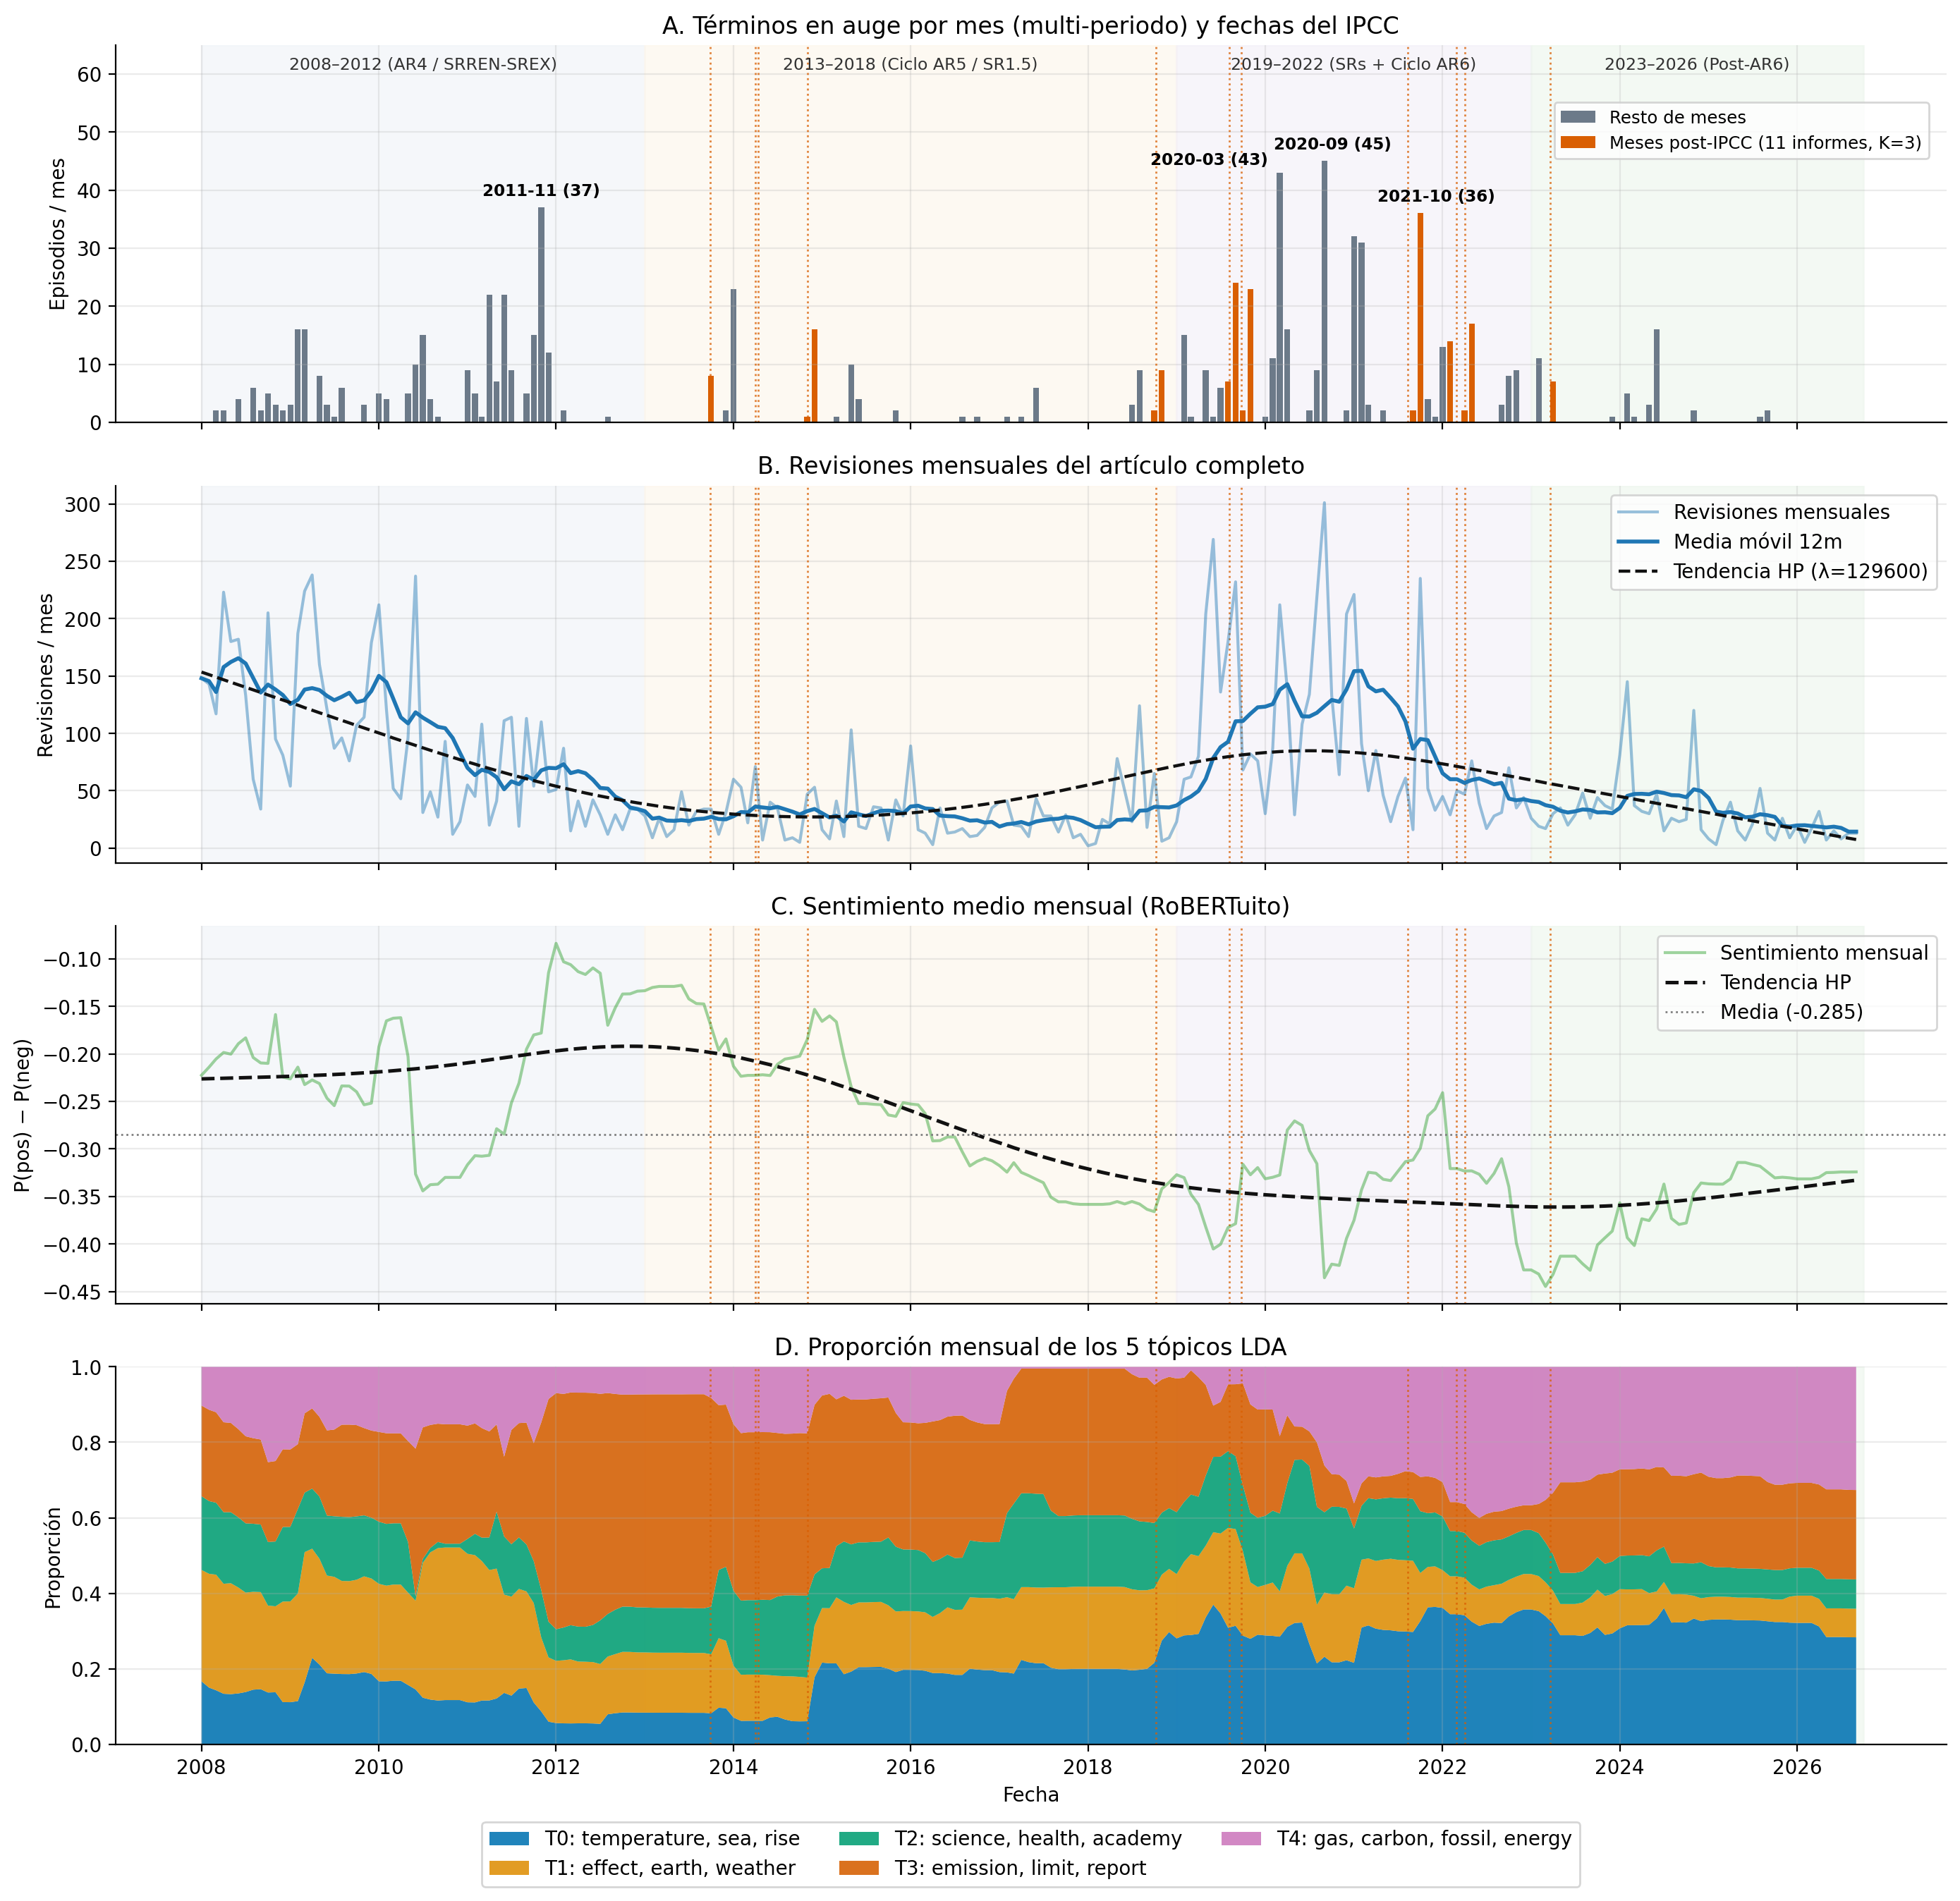 A. Términos en auge por mes (multi-periodo) y fechas del IPCC
2008–2012 (AR4 / SRREN-SREX)
2013–2018 (Ciclo AR5 / SR1.5)
2019–2022 (SRs + Ciclo AR6)
2023–2026 (Post-AR6)
Resto de meses
Meses post-IPCC (11 informes, K=3)
2011-11 (37)
2020-03 (43)
2020-09 (45)
2021-10 (36)
Episodios / mes
60
50
40
30
20
10
0
B. Revisiones mensuales del artículo completo
Revisiones mensuales
Media móvil 12m
Tendencia HP (λ=129600)
Revisiones / mes
300
250
200
150
100
50
0
C. Sentimiento medio mensual (RoBERTuito)
Sentimiento mensual
Tendencia HP
Media (-0.285)
P(pos) − P(neg)
−0.10
−0.15
−0.20
−0.25
−0.30
−0.35
−0.40
−0.45
D. Proporción mensual de los 5 tópicos LDA
Proporción
1.0
0.8
0.6
0.4
0.2
0.0
2008 2010 2012 2014 2016 2018 2020 2022 2024 2026
Fecha
T0: temperature, sea, rise
T1: effect, earth, weather
T2: science, health, academy
T3: emission, limit, report
T4: gas, carbon, fossil, energy